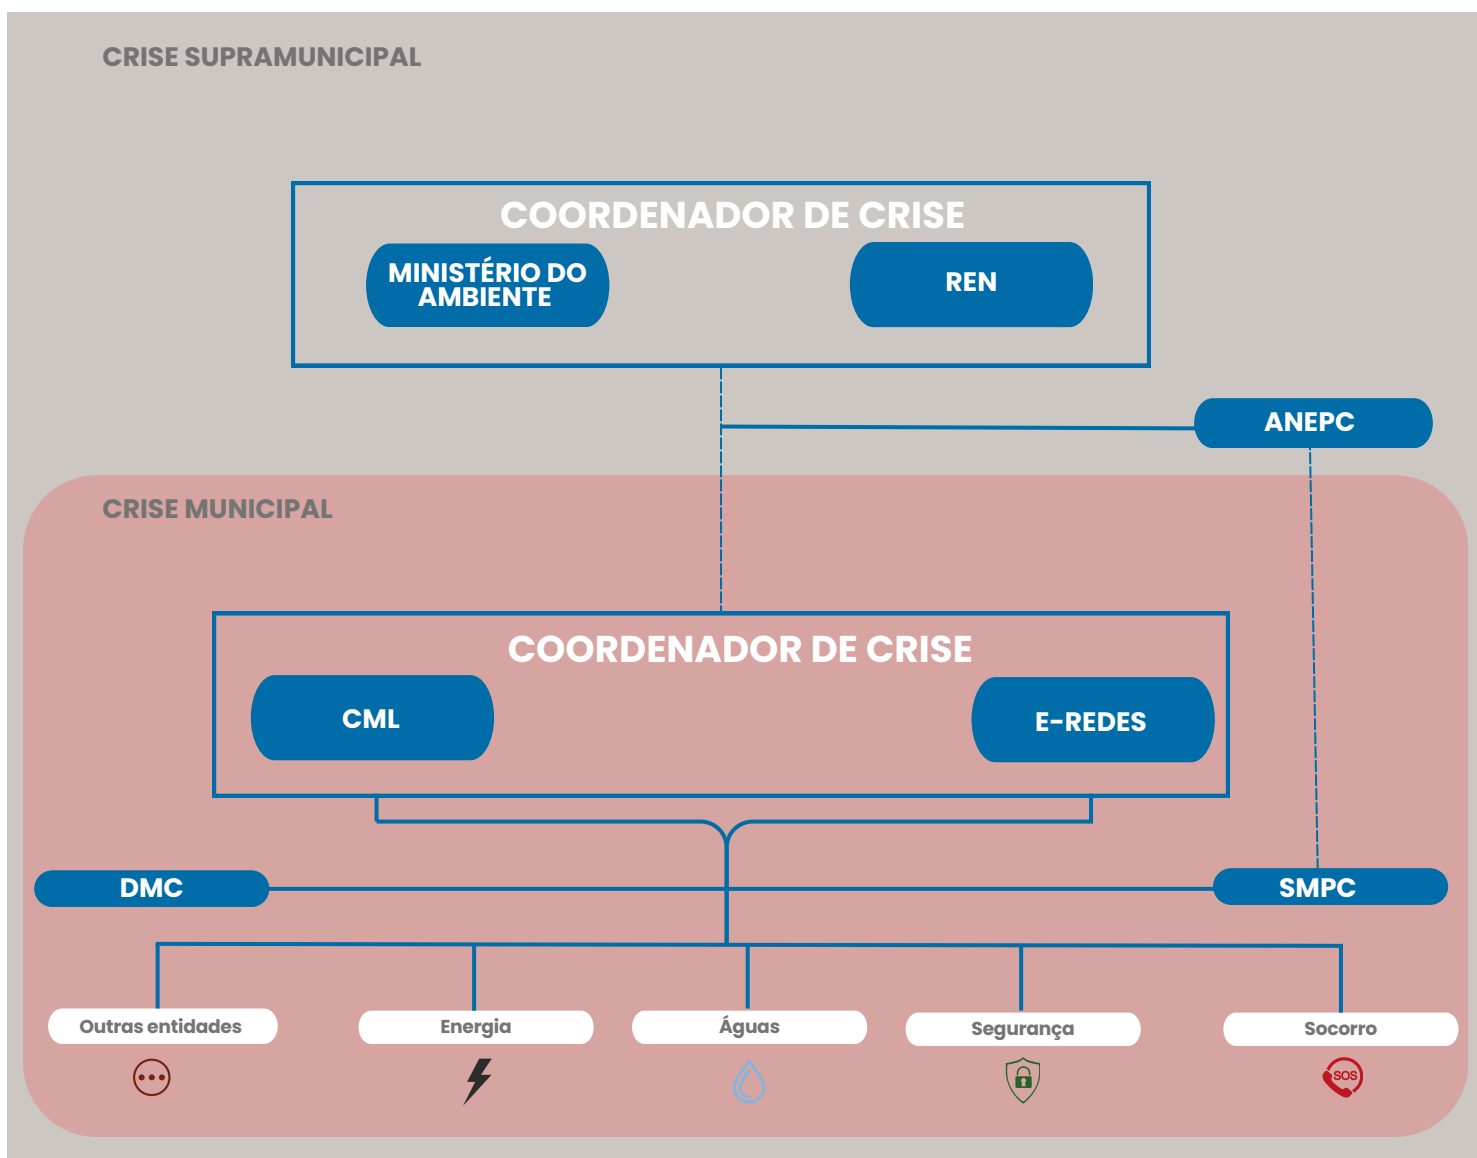 CRISE SUPRAMUNICIPAL
COORDENADOR DE CRISE
MINISTÉRIO DO
AMBIENTE
REN
ANEPC
CRISE MUNICIPAL
COORDENADOR DE CRISE
CML
E-REDES
DMC
SMPC
Outras entidades
Energia
Águas
Segurança
Socorro
SOS